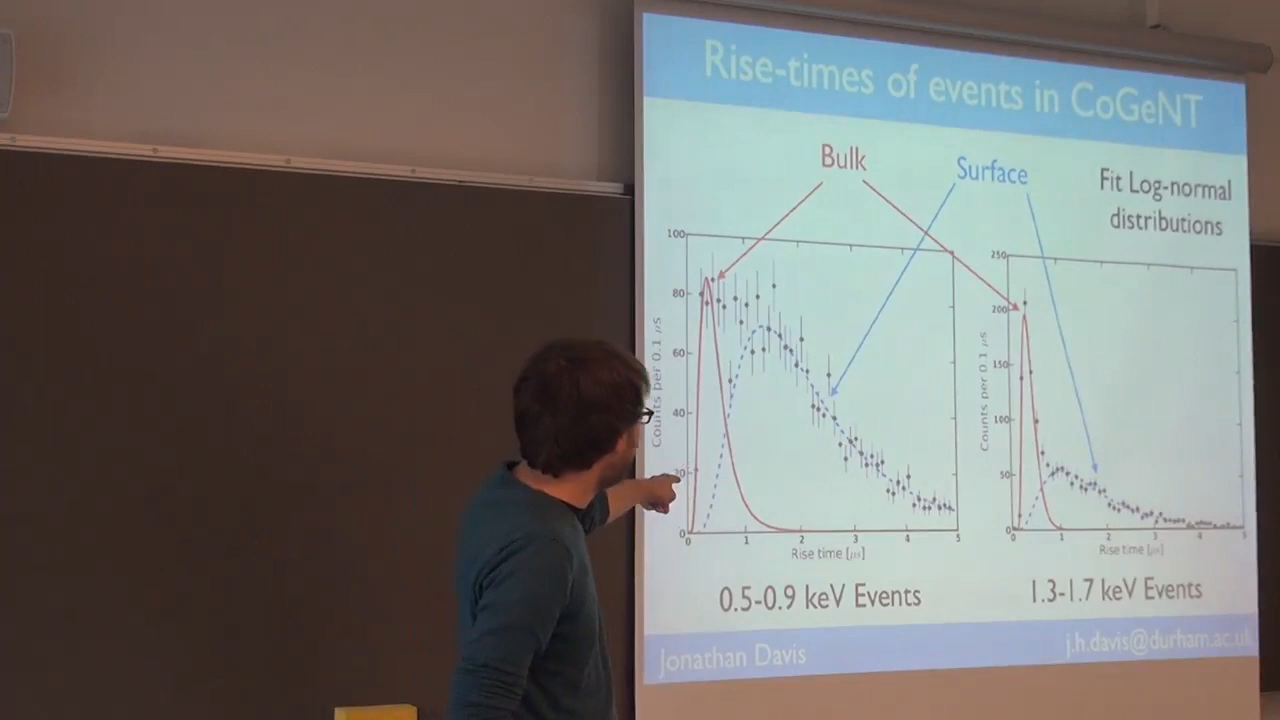 Rise-times of events in CoGeNT
Bulk
Surface
Fit Log-normal
distributions
100
80
60
40
20
0
Counts per 0.1 μs
0 1 2 3 4 5
Rise time [μs]
0.5-0.9 keV Events
250
200
150
100
50
0
Counts per 0.1 μs
0 1 2 3 4 5
Rise time [μs]
1.3-1.7 keV Events
Jonathan Davis
j.h.davis@durham.ac.uk